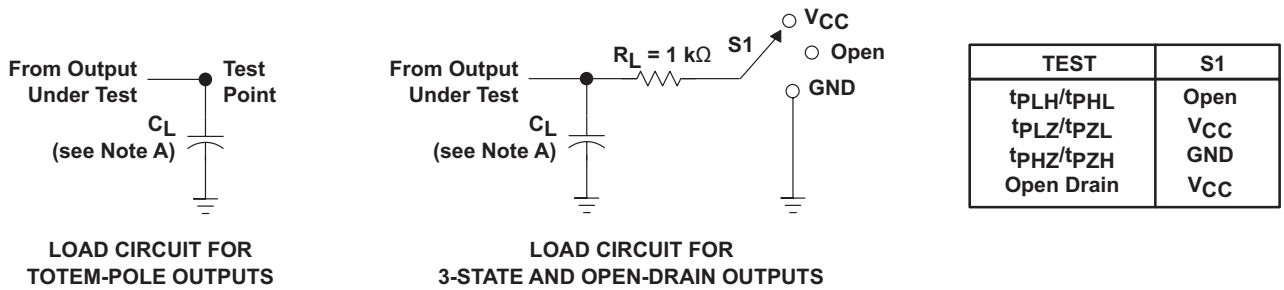 From Output
Under Test
Test
Point
CL
(see Note A)
LOAD CIRCUIT FOR
TOTEM-POLE OUTPUTS
From Output
Under Test
RL = 1 kΩ
S1
VCC
Open
GND
CL
(see Note A)
LOAD CIRCUIT FOR
3-STATE AND OPEN-DRAIN OUTPUTS
TEST S1
tPLH/tPHL Open
tPLZ/tPZL VCC
tPHZ/tPZH GND
Open Drain VCC